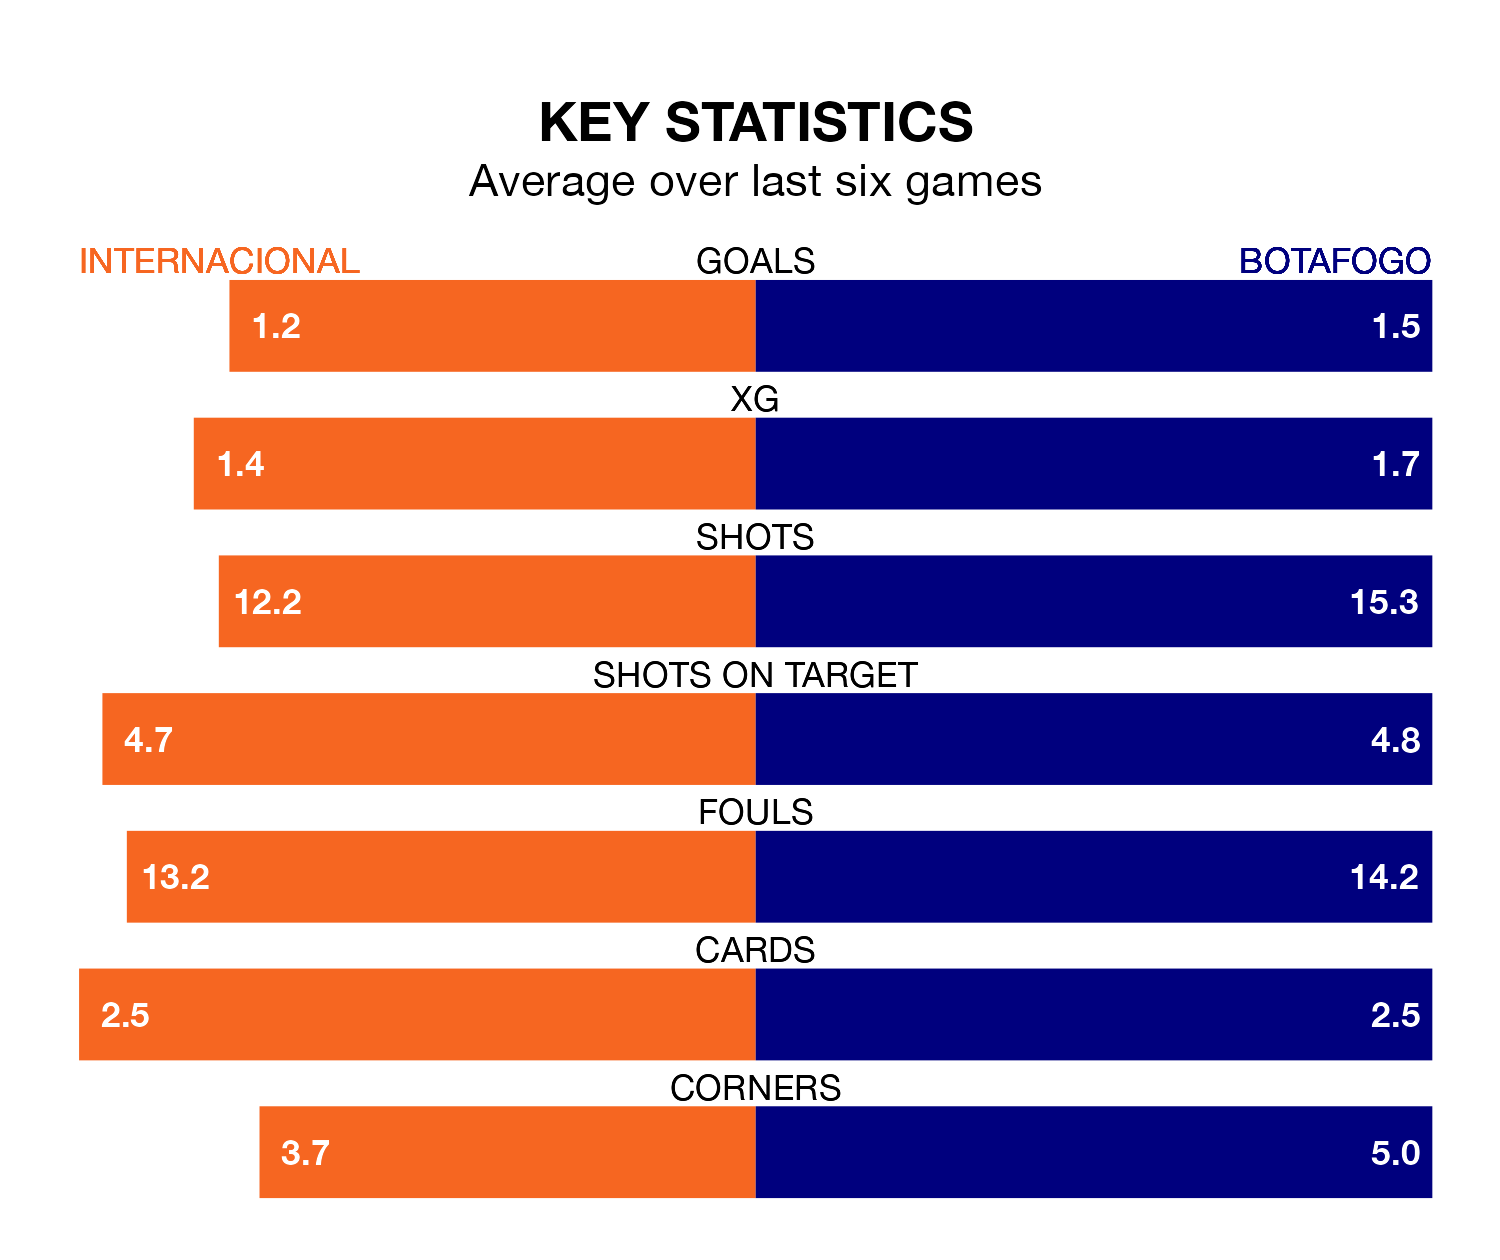 KEY STATISTICS
Average over last six games
INTERNACIONAL GOALS BOTAFOGO
1.2 1.5
XG
1.4 1.7
SHOTS
12.2 15.3
SHOTS ON TARGET
4.7 4.8
FOULS
13.2 14.2
CARDS
2.5 2.5
CORNERS
3.7 5.0